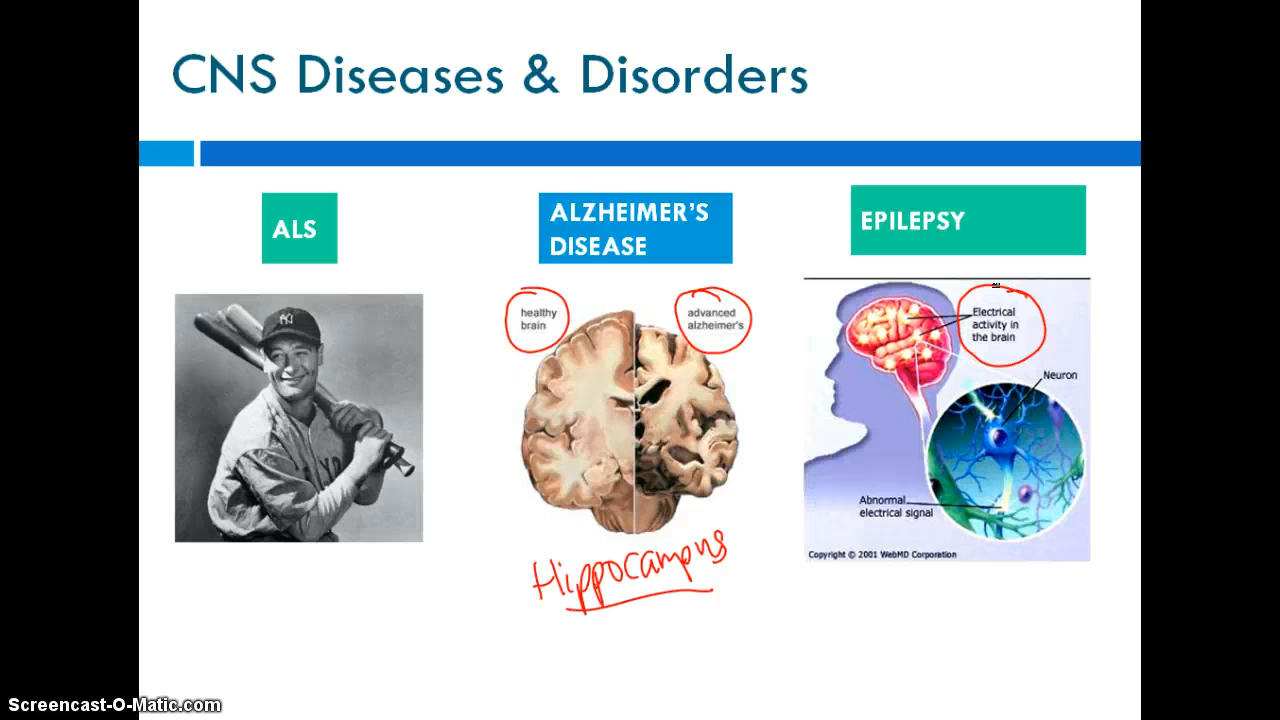 CNS Diseases & Disorders
ALS
ALZHEIMER'S
DISEASE
EPILEPSY
healthy
brain
advanced
alzheimer's
Electrical
activity in
the brain
Neuron
Abnormal
electrical signal
Copyright © 2001 WebMD Corporation
Hippocampus
Screencast-O-Matic.com